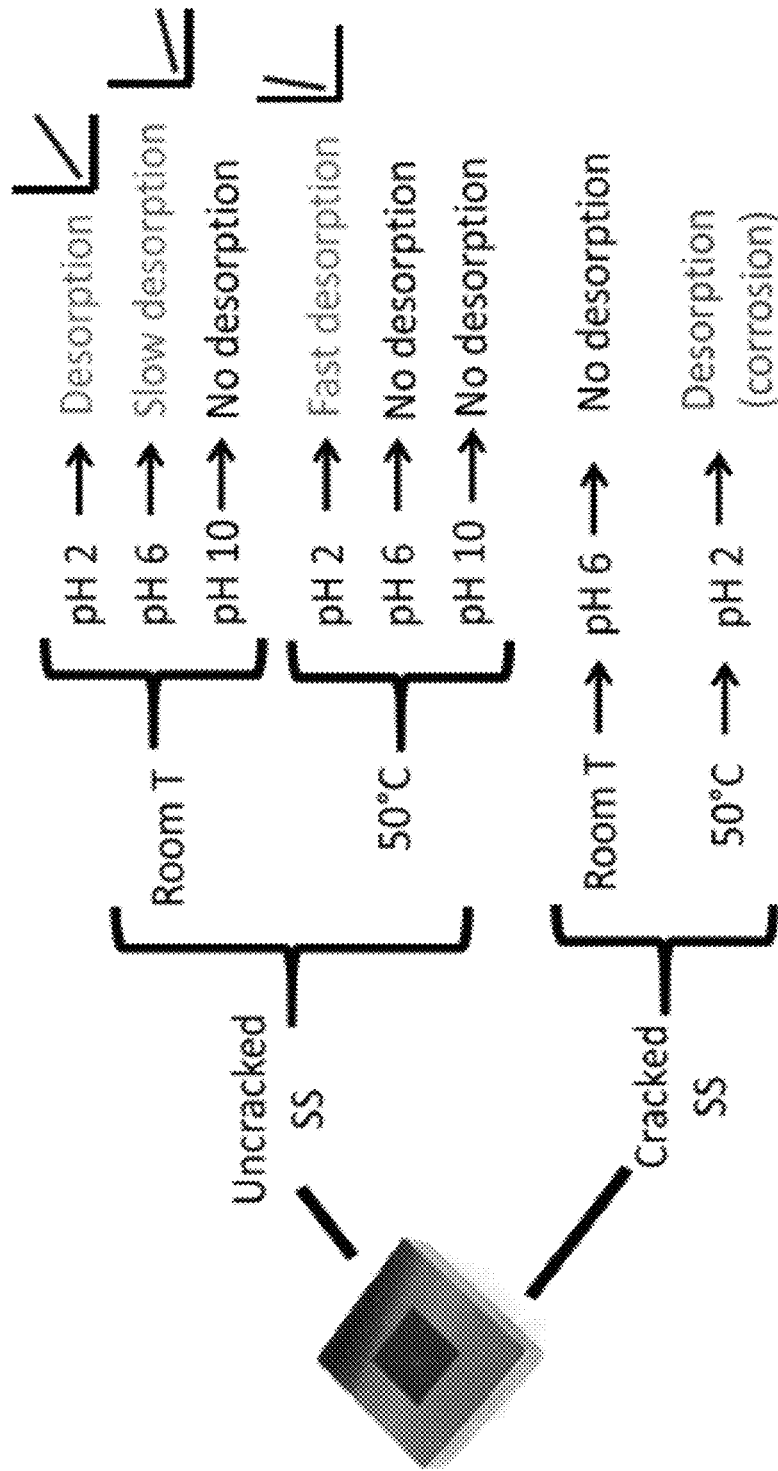 Uncracked
SS
Room T
pH 2
Desorption
pH 6
Slow desorption
pH 10
No desorption
50°C
pH 2
Fast desorption
pH 6
No desorption
pH 10
No desorption
Cracked
SS
Room T
pH 6
No desorption
50°C
pH 2
Desorption
(corrosion)